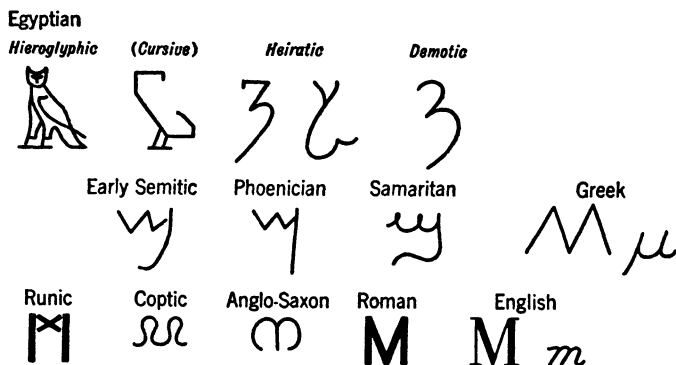 Egyptian
Hieroglyphic (Cursive) Heiratic Demotic
Early Semitic Phoenician Samaritan Greek
M μ
Runic Coptic Anglo-Saxon Roman English
M M m